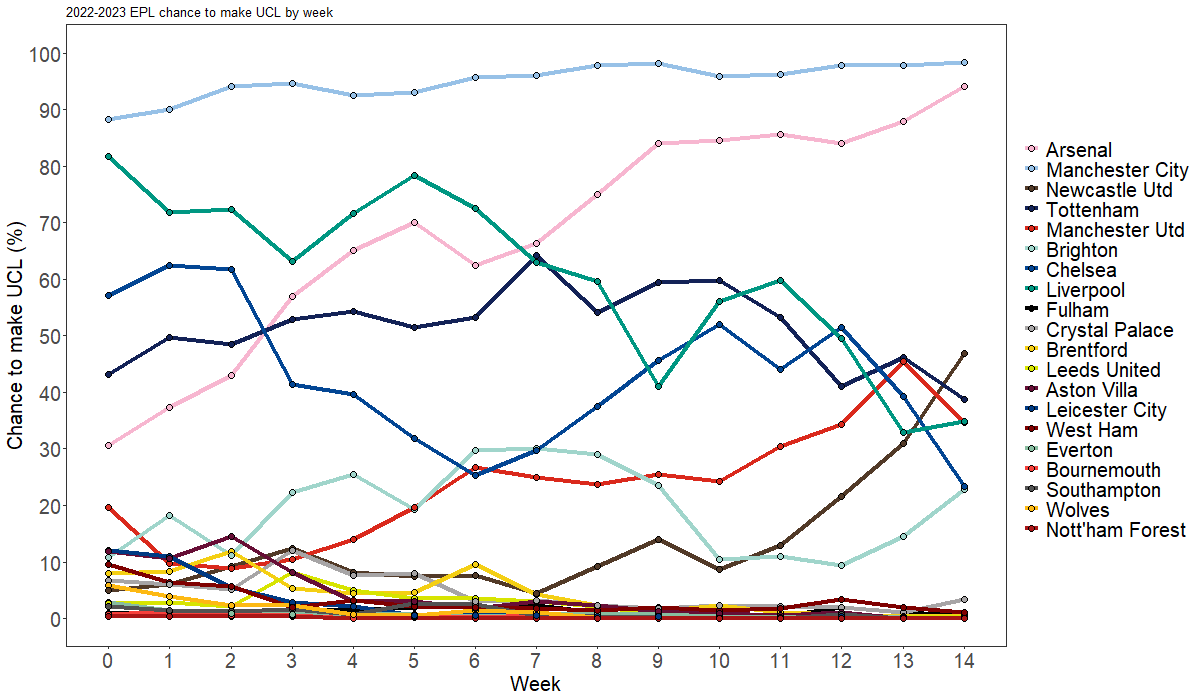 2022-2023 EPL chance to make UCL by week
Chance to make UCL (%)
100
90
80
70
60
50
40
30
20
10
0
0 1 2 3 4 5 6 7 8 9 10 11 12 13 14
Week
Arsenal
Manchester City
Newcastle Utd
Tottenham
Manchester Utd
Brighton
Chelsea
Liverpool
Fulham
Crystal Palace
Brentford
Leeds United
Aston Villa
Leicester City
West Ham
Everton
Bournemouth
Southampton
Wolves
Nott'ham Forest